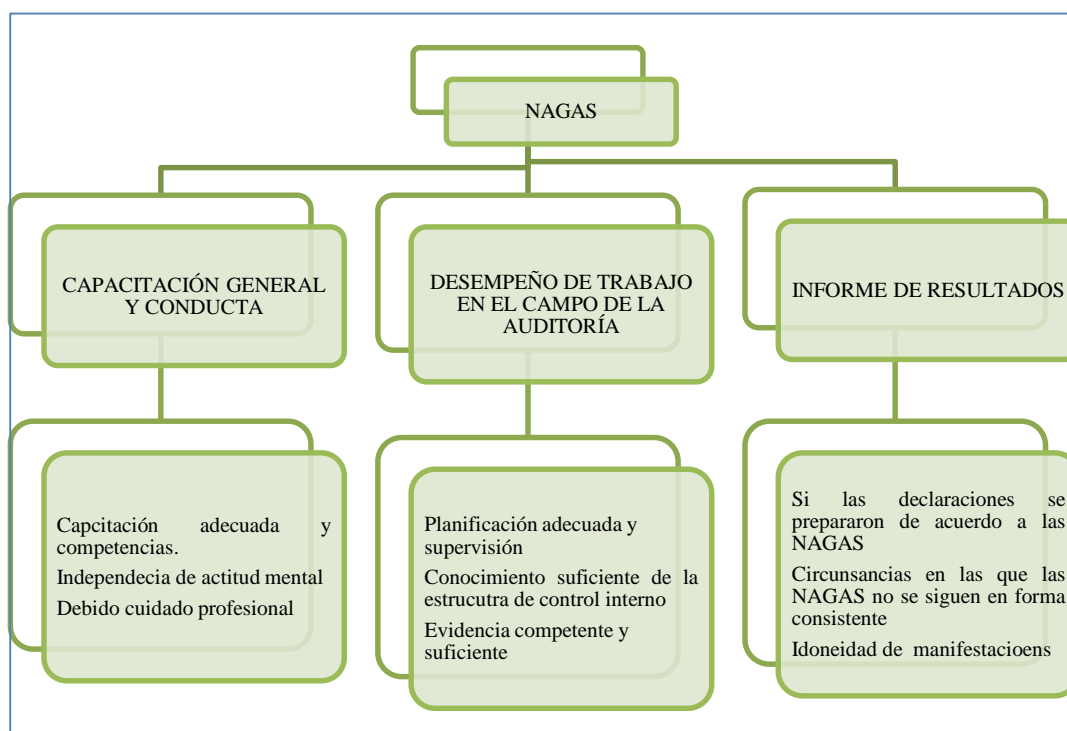 NAGAS
CAPACITACIÓN GENERAL
Y CONDUCTA
Capcitación adecuada y
competencias.
Independecia de actitud mental
Debido cuidado profesional
DESEMPEÑO DE TRABAJO
EN EL CAMPO DE LA
AUDITORÍA
Planificación adecuada y
supervisión
Conocimiento suficiente de la
estrucutra de control interno
Evidencia competente y
suficiente
INFORME DE RESULTADOS
Si las declaraciones se
prepararon de acuerdo a las
NAGAS
Circunsancias en las que las
NAGAS no se siguen en forma
consistente
Idoneidad de manifestacioens